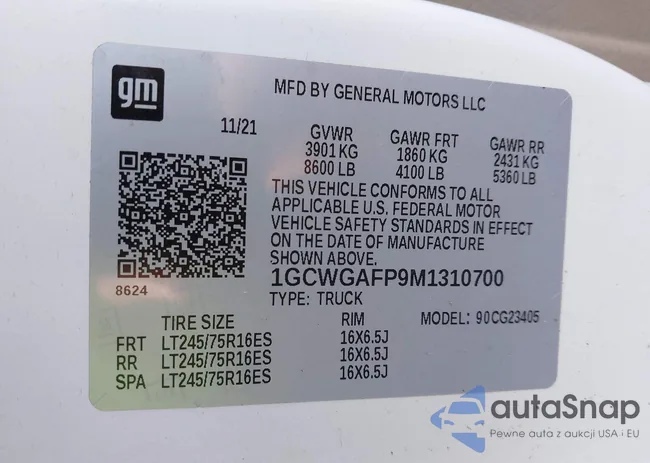 gm
MFD BY GENERAL MOTORS LLC
11/21 GVWR GAWR FRT GAWR RR
3901 KG 1860 KG 2431 KG
8600 LB 4100 LB 5360 LB
THIS VEHICLE CONFORMS TO ALL
APPLICABLE U.S. FEDERAL MOTOR
VEHICLE SAFETY STANDARDS IN EFFECT
ON THE DATE OF MANUFACTURE
SHOWN ABOVE.
8624
1GCWGAFP9M1310700
TYPE: TRUCK
MODEL: 90CG23405
TIRE SIZE RIM
FRT LT245/75R16ES 16X6.5J
RR LT245/75R16ES 16X6.5J
SPA LT245/75R16ES 16X6.5J
autaSnap
Pewne auta z aukcji USA i EU